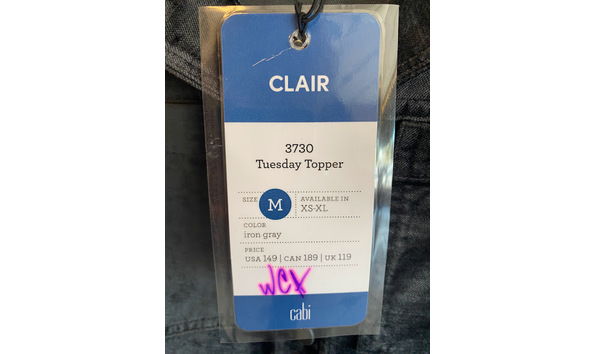 CLAIR
3730
Tuesday Topper
SIZE M AVAILABLE IN
XS-XL
COLOR
iron gray
PRICE
USA 149 | CAN 189 | UK 119
WCX
cabi